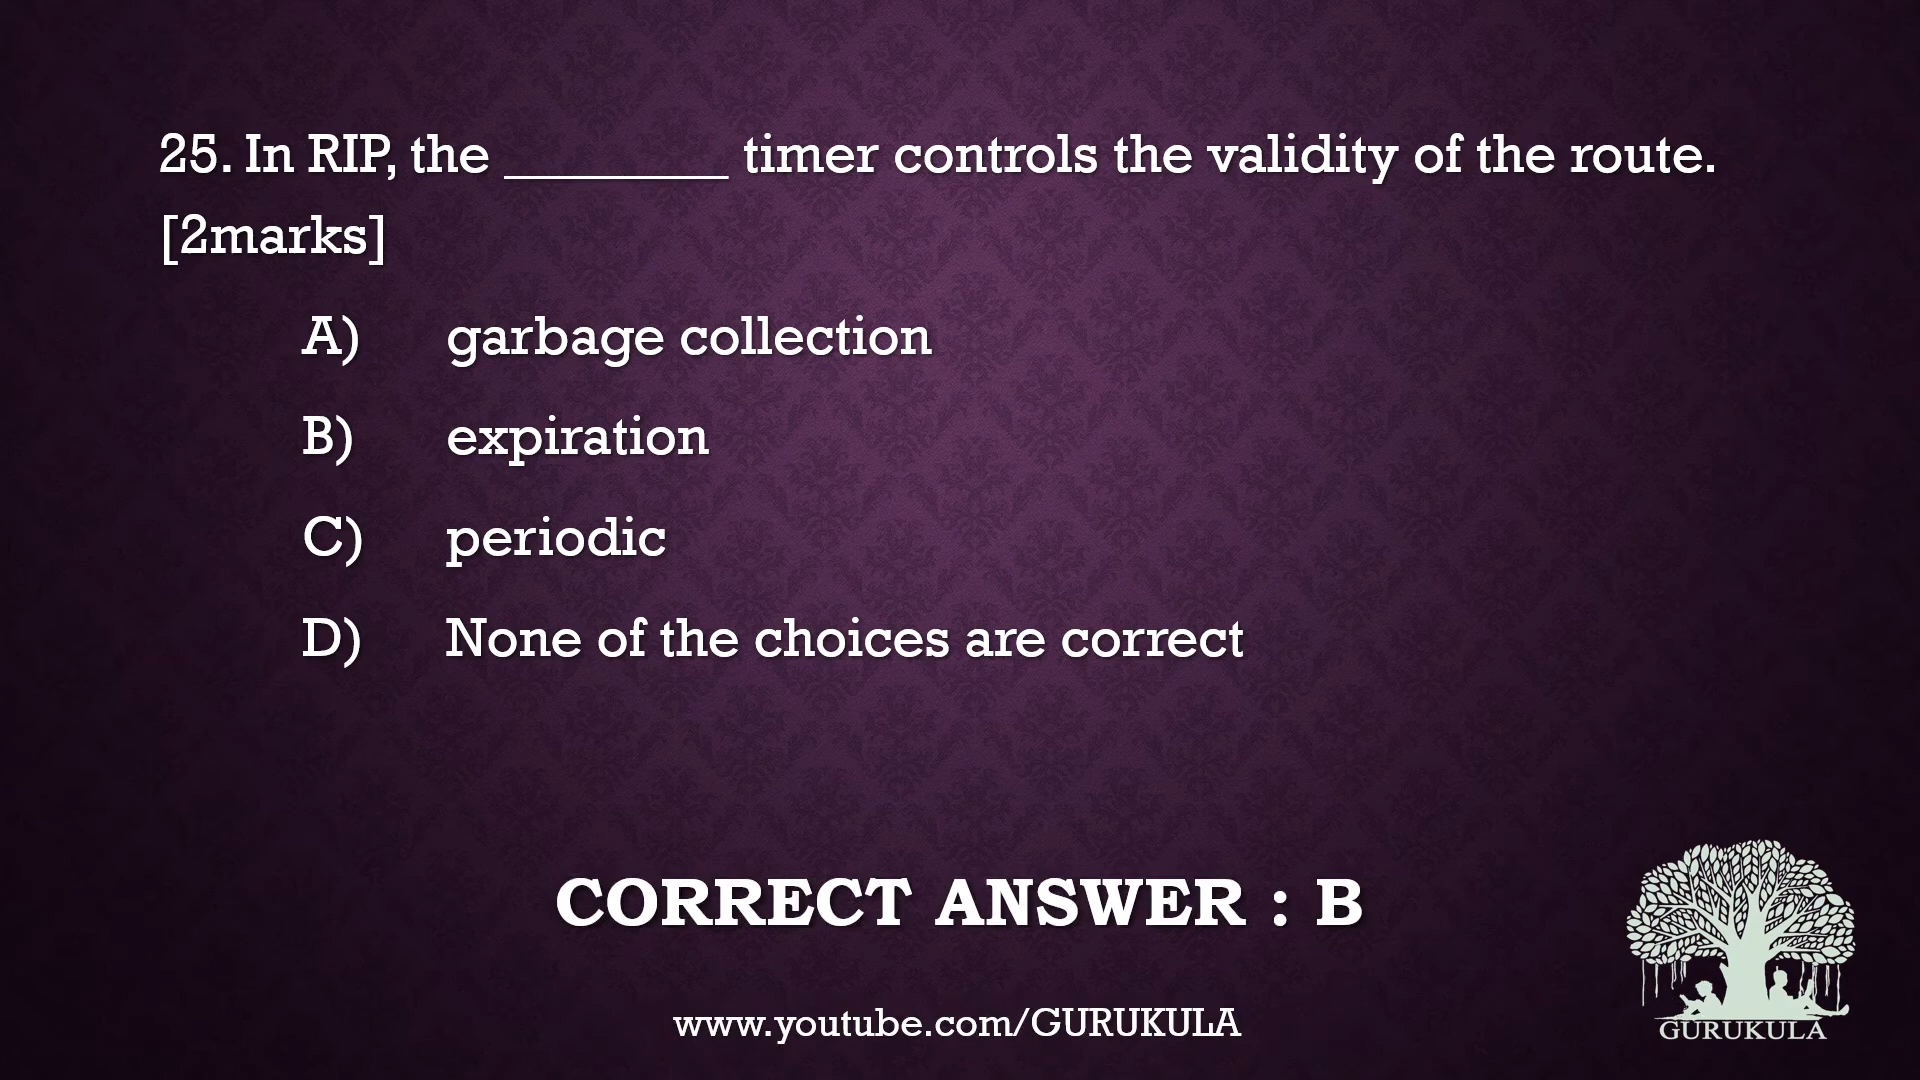 25. In RIP, the ________ timer controls the validity of the route.
[2marks]
A) garbage collection
B) expiration
C) periodic
D) None of the choices are correct
CORRECT ANSWER : B
www.youtube.com/GURUKULA
GURUKULA